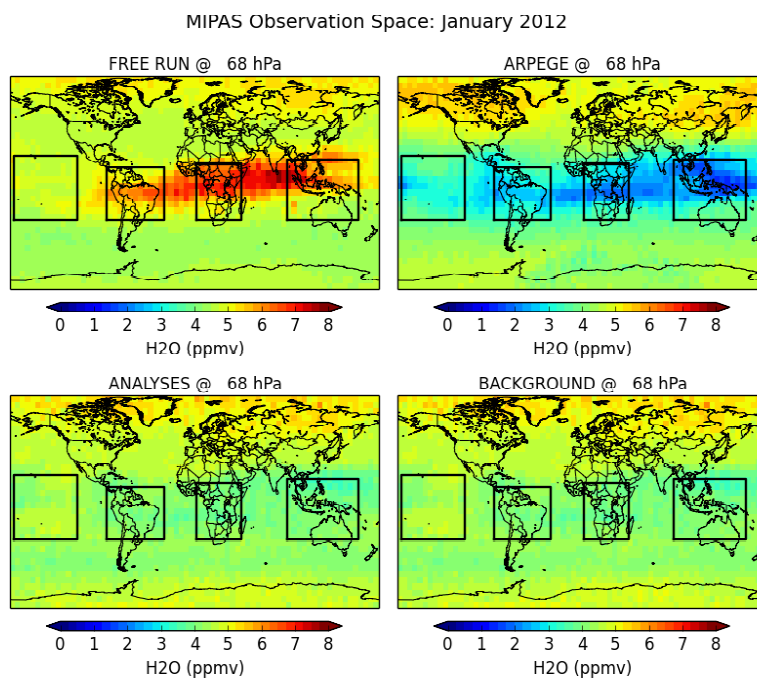 MIPAS Observation Space: January 2012
FREE RUN @ 68 hPa
ARPEGE @ 68 hPa
0 1 2 3 4 5 6 7 8
H2O (ppmv)
0 1 2 3 4 5 6 7 8
H2O (ppmv)
ANALYSES @ 68 hPa
BACKGROUND @ 68 hPa
0 1 2 3 4 5 6 7 8
H2O (ppmv)
0 1 2 3 4 5 6 7 8
H2O (ppmv)